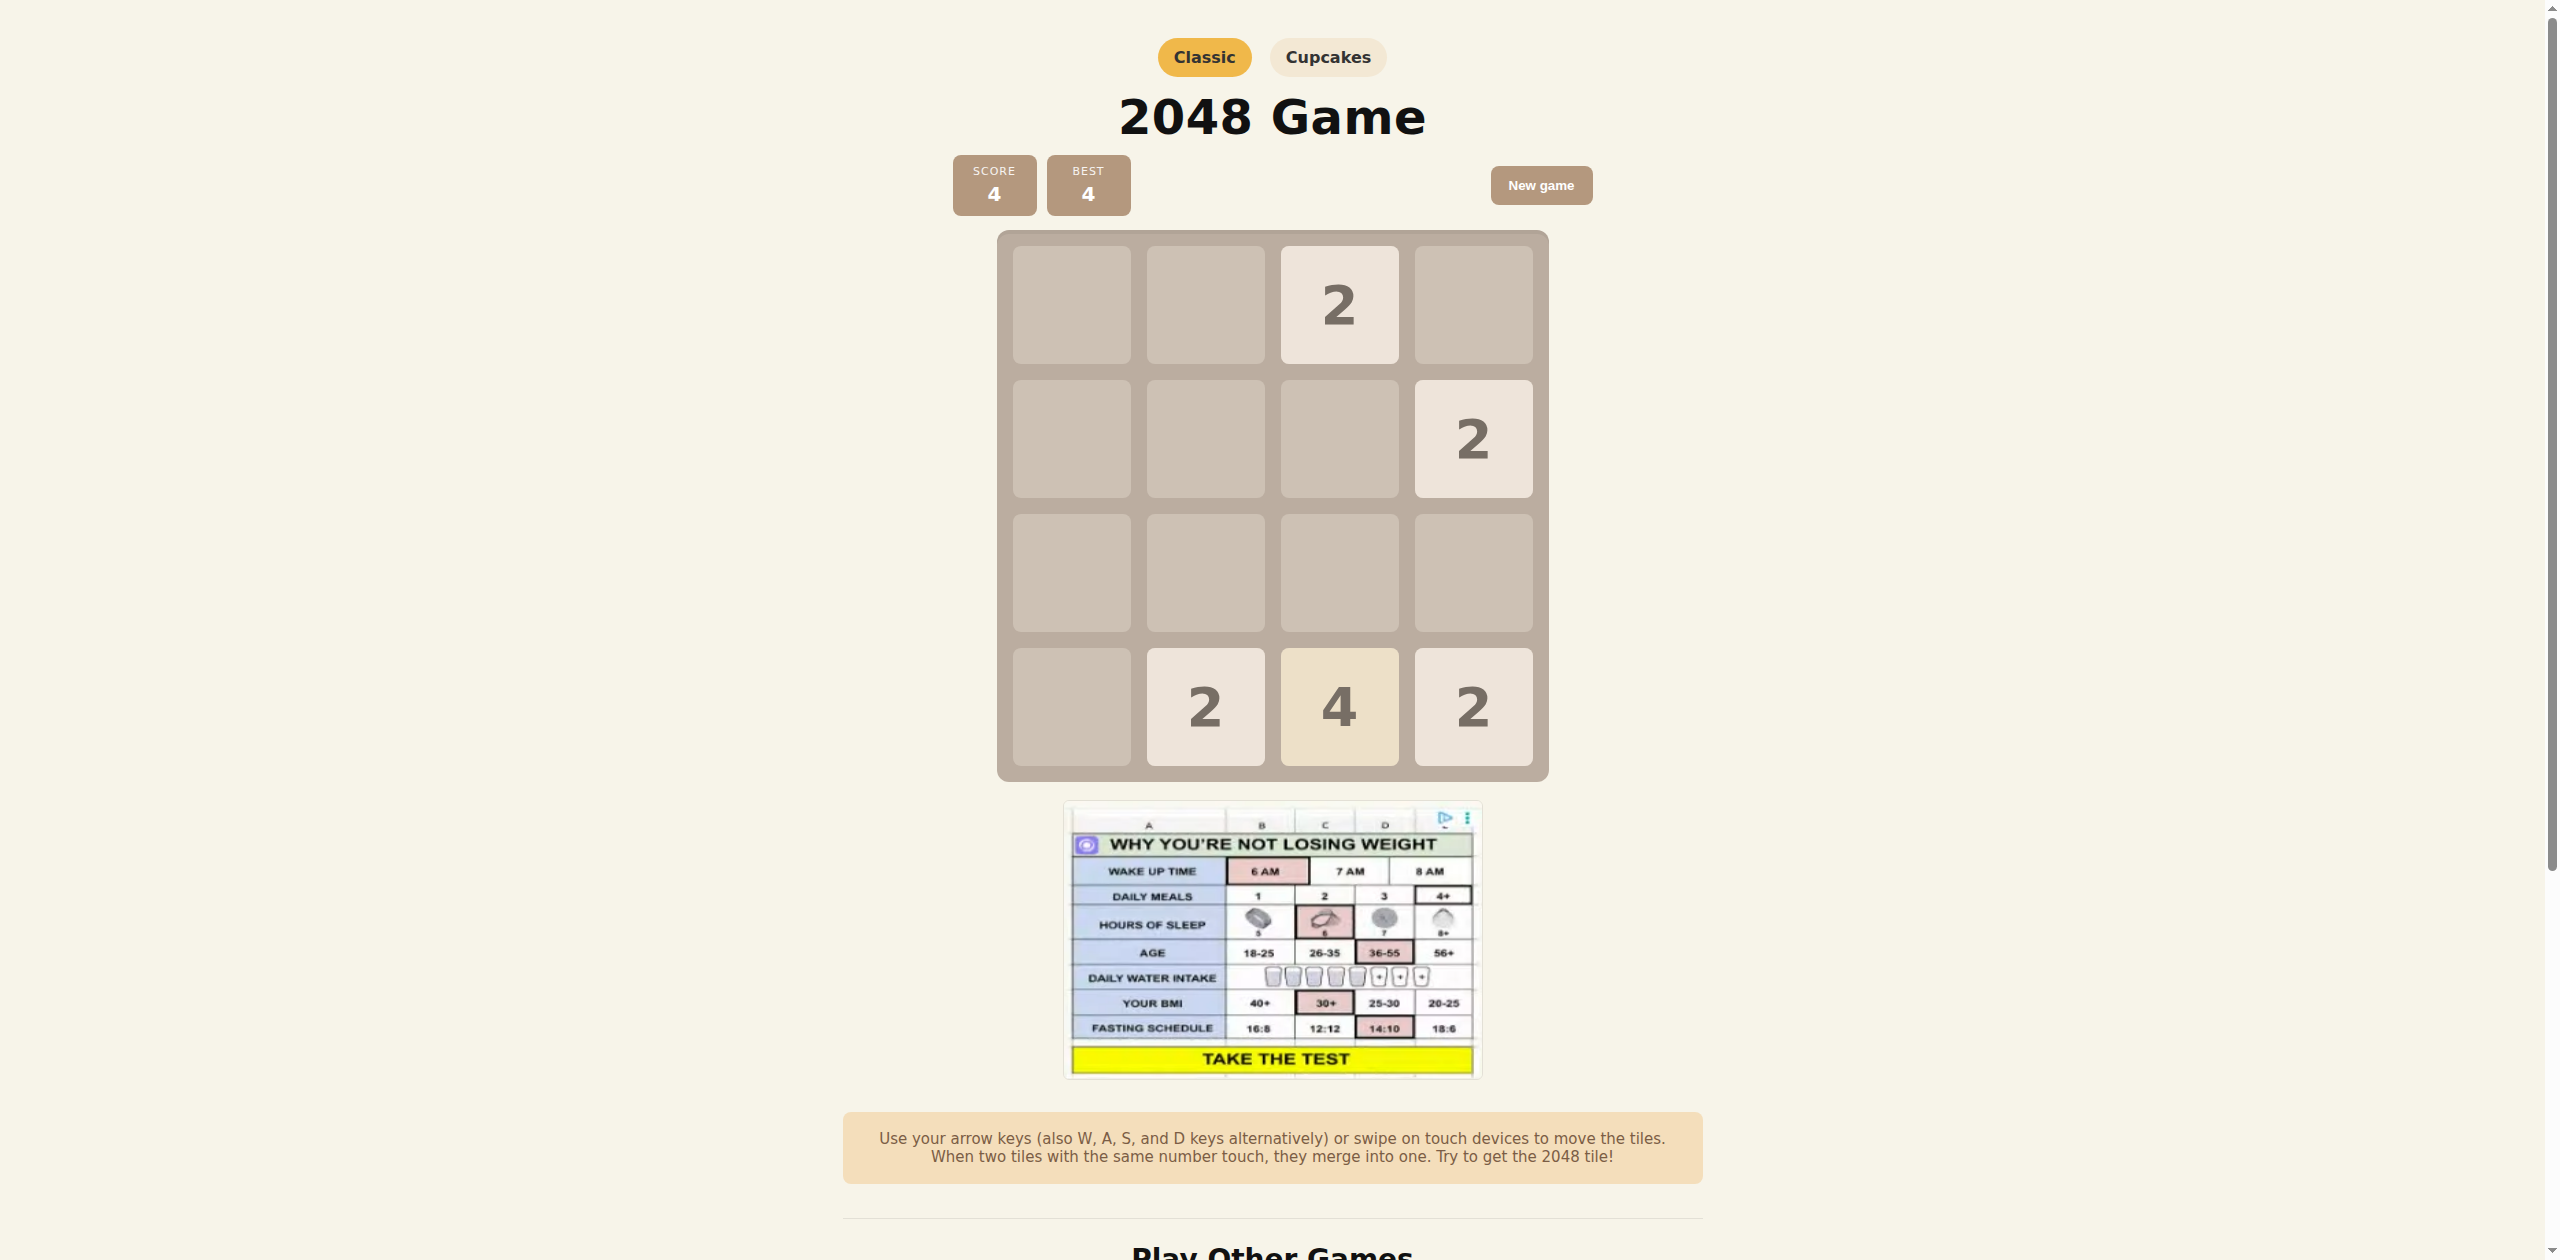 Classic Cupcakes
2048 Game
SCORE BEST
4 4
New game
2
2
2 4 2
A B C D
WHY YOU'RE NOT LOSING WEIGHT
WAKE UP TIME 6 AM 7 AM 8 AM
DAILY MEALS 1 2 3 4+
HOURS OF SLEEP 5 6 7 8+
AGE 18-25 26-35 36-55 56+
DAILY WATER INTAKE
YOUR BMI 40+ 30+ 25-30 20-25
FASTING SCHEDULE 16:8 12:12 14:10 18:6
TAKE THE TEST
Use your arrow keys (also W, A, S, and D keys alternatively) or swipe on touch devices to move the tiles.
When two tiles with the same number touch, they merge into one. Try to get the 2048 tile!
Play Other Games